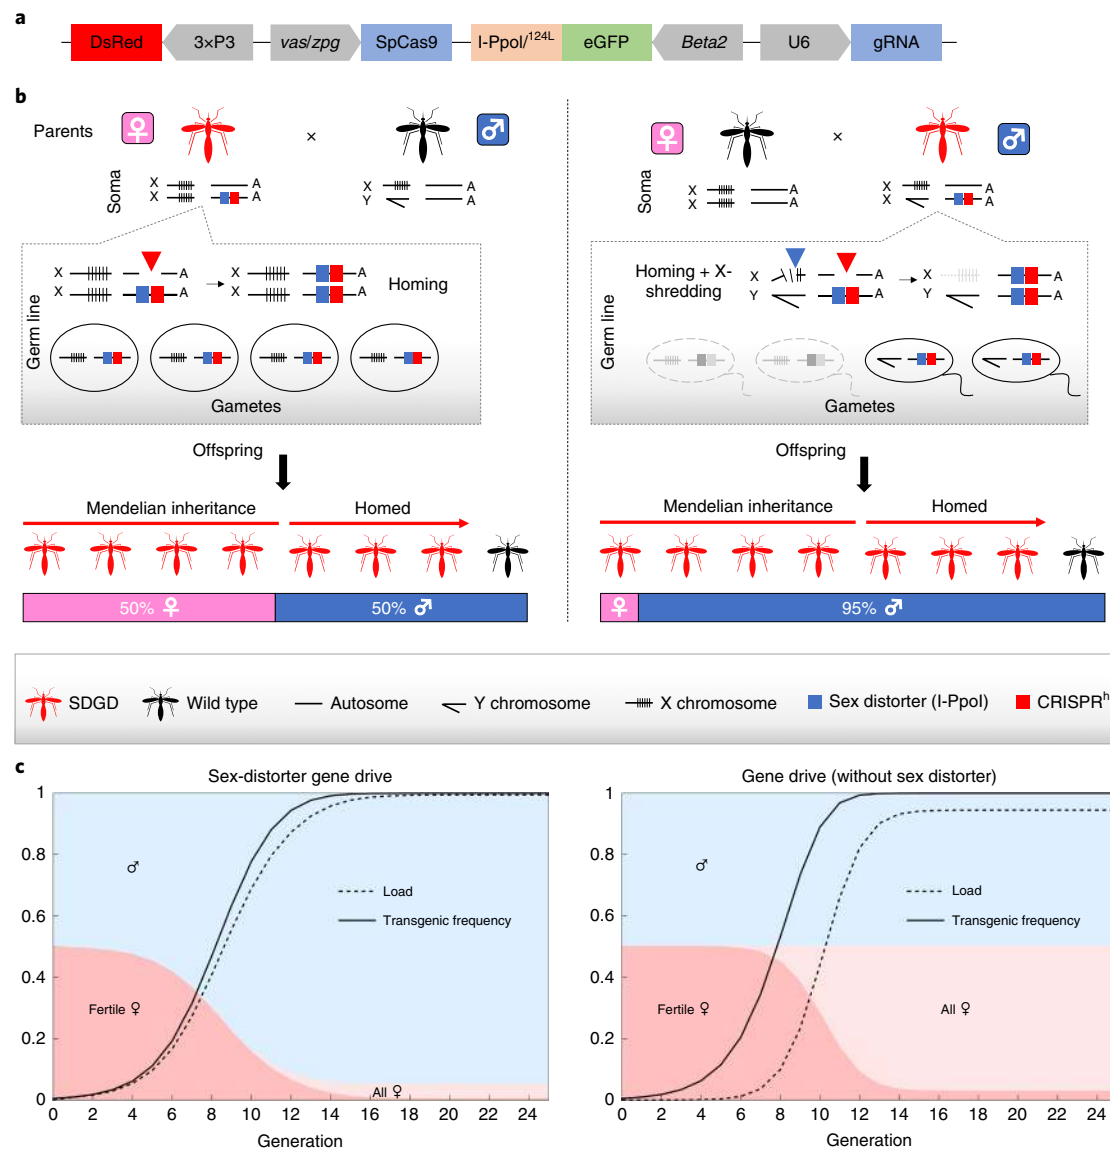 a
DsRed 3×P3 vas/zpg SpCas9 I-PpoI/124L eGFP Beta2 U6 gRNA
b
Parents
×
×
Soma
X A
X A
X A
Y A
Soma
X A
X A
X A
X A
Germ line
X A
X A
X
X A
Homing
Gametes
Germ line
Homing + X-
shredding
X A
Y A
X A
Y A
Gametes
Offspring
Offspring
Mendelian inheritance Homed
Mendelian inheritance Homed
50% ♀ 50% ♂
♀ 95% ♂
SDGD Wild type Autosome Y chromosome X chromosome Sex distorter (I-PpoI) CRISPRh
c
Sex-distorter gene drive
1
0.8
0.6
0.4
0.2
0
♂
Load
Transgenic frequency
Fertile ♀
All ♀
0 2 4 6 8 10 12 14 16 18 20 22 24
Generation
Gene drive (without sex distorter)
1
0.8
0.6
0.4
0.2
0
♂
Load
Transgenic frequency
Fertile ♀
All ♀
0 2 4 6 8 10 12 14 16 18 20 22 24
Generation